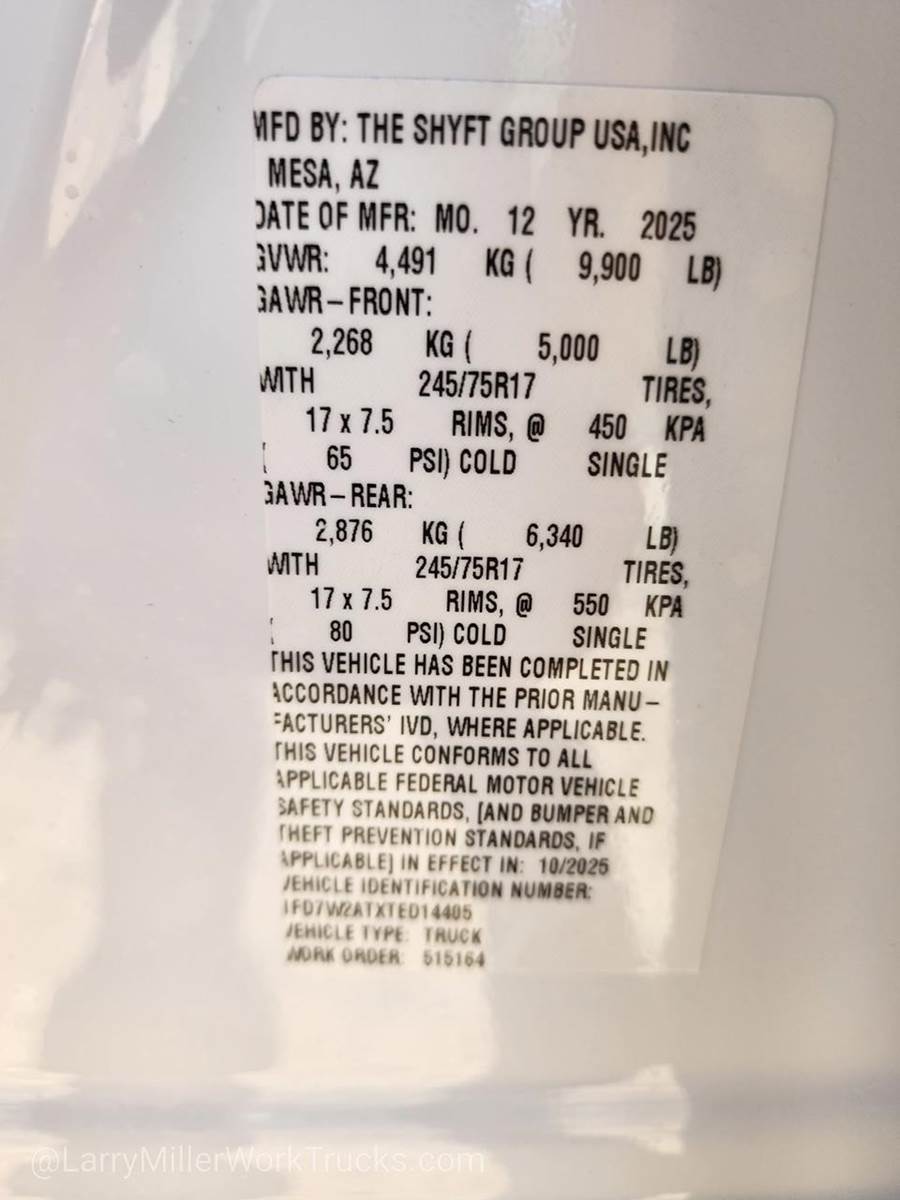 MFD BY: THE SHYFT GROUP USA, INC
MESA, AZ
DATE OF MFR: MO. 12 YR. 2025
GVWR: 4,491 KG ( 9,900 LB)
GAWR-FRONT:
2,268 KG ( 5,000 LB)
WITH 245/75R17 TIRES,
17 x 7.5 RIMS, @ 450 KPA
( 65 PSI) COLD SINGLE
GAWR-REAR:
2,876 KG ( 6,340 LB)
WITH 245/75R17 TIRES,
17 x 7.5 RIMS, @ 550 KPA
( 80 PSI) COLD SINGLE
THIS VEHICLE HAS BEEN COMPLETED IN
ACCORDANCE WITH THE PRIOR MANU-
FACTURERS' IVD, WHERE APPLICABLE.
THIS VEHICLE CONFORMS TO ALL
APPLICABLE FEDERAL MOTOR VEHICLE
SAFETY STANDARDS, [AND BUMPER AND
THEFT PREVENTION STANDARDS, IF
APPLICABLE] IN EFFECT IN: 10/2025
VEHICLE IDENTIFICATION NUMBER:
1FD7W2ATXTED14405
VEHICLE TYPE: TRUCK
WORK ORDER: 515164
@LarryMillerWorkTrucks.com